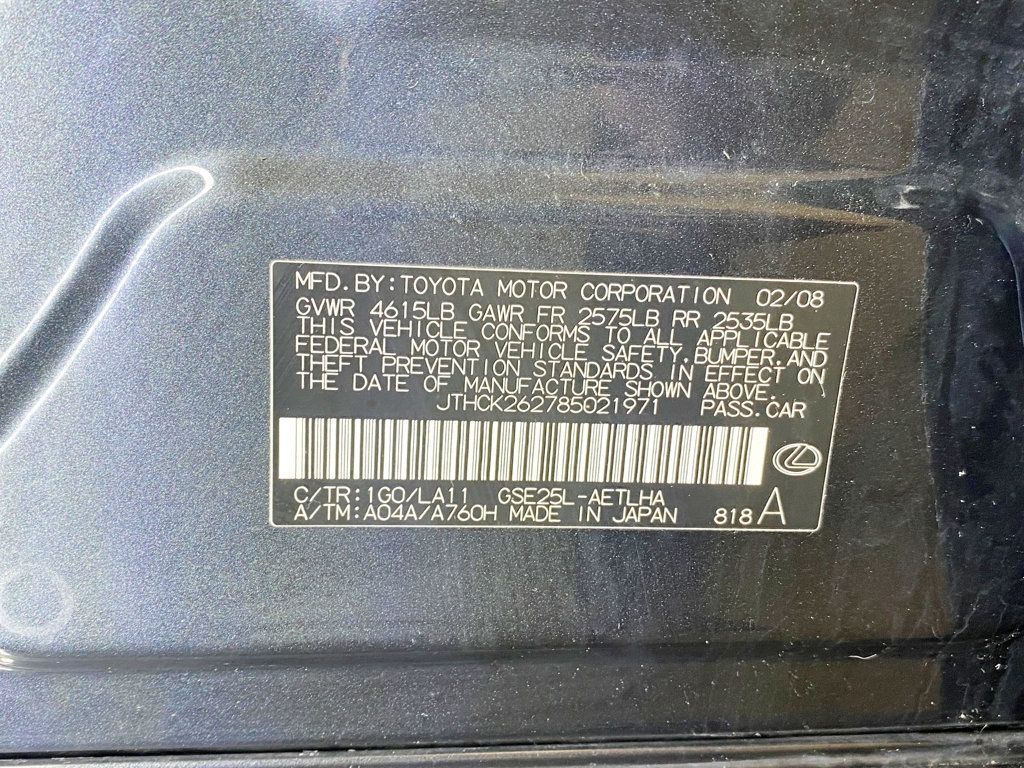 MFD. BY: TOYOTA MOTOR CORPORATION 02/08
GVWR 4615LB GAWR FR 2575LB RR 2535LB
THIS VEHICLE CONFORMS TO ALL APPLICABLE
FEDERAL MOTOR VEHICLE SAFETY, BUMPER, AND
THEFT PREVENTION STANDARDS IN EFFECT ON
THE DATE OF MANUFACTURE SHOWN ABOVE.
JTHCK262785021971 PASS. CAR
C/TR: 1G0/LA11 GSE25L-AETLHA
A/TM: A04A/A760H MADE IN JAPAN 818 A